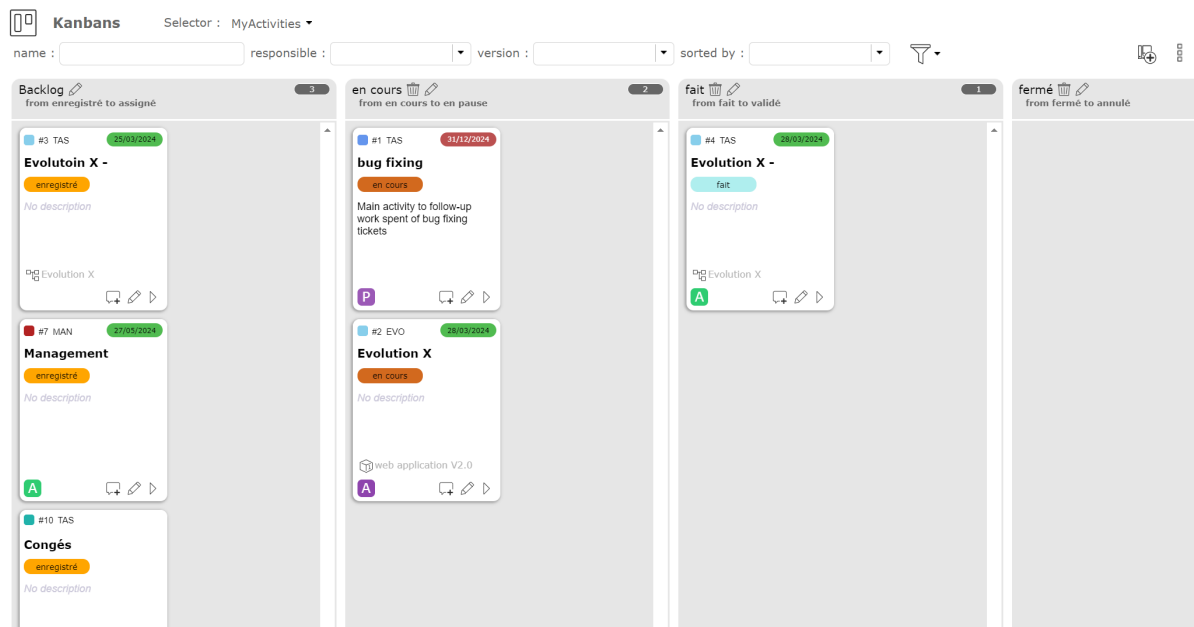 Kanbans
Selector : MyActivities
name : responsible : version : sorted by :
Backlog 3
from enregistré to assigné
#3 TAS 25/03/2024
Evolutoin X -
enregistré
No description
Evolution X
#7 MAN 27/05/2024
Management
enregistré
No description
A
#10 TAS
Congés
enregistré
No description
en cours 2
from en cours to en pause
#1 TAS 31/12/2024
bug fixing
en cours
Main activity to follow-up
work spent of bug fixing
tickets
P
#2 EVO 28/03/2024
Evolution X
en cours
No description
web application V2.0
A
fait 1
from fait to validé
#4 TAS 28/03/2024
Evolution X -
fait
No description
Evolution X
A
fermé
from fermé to annulé